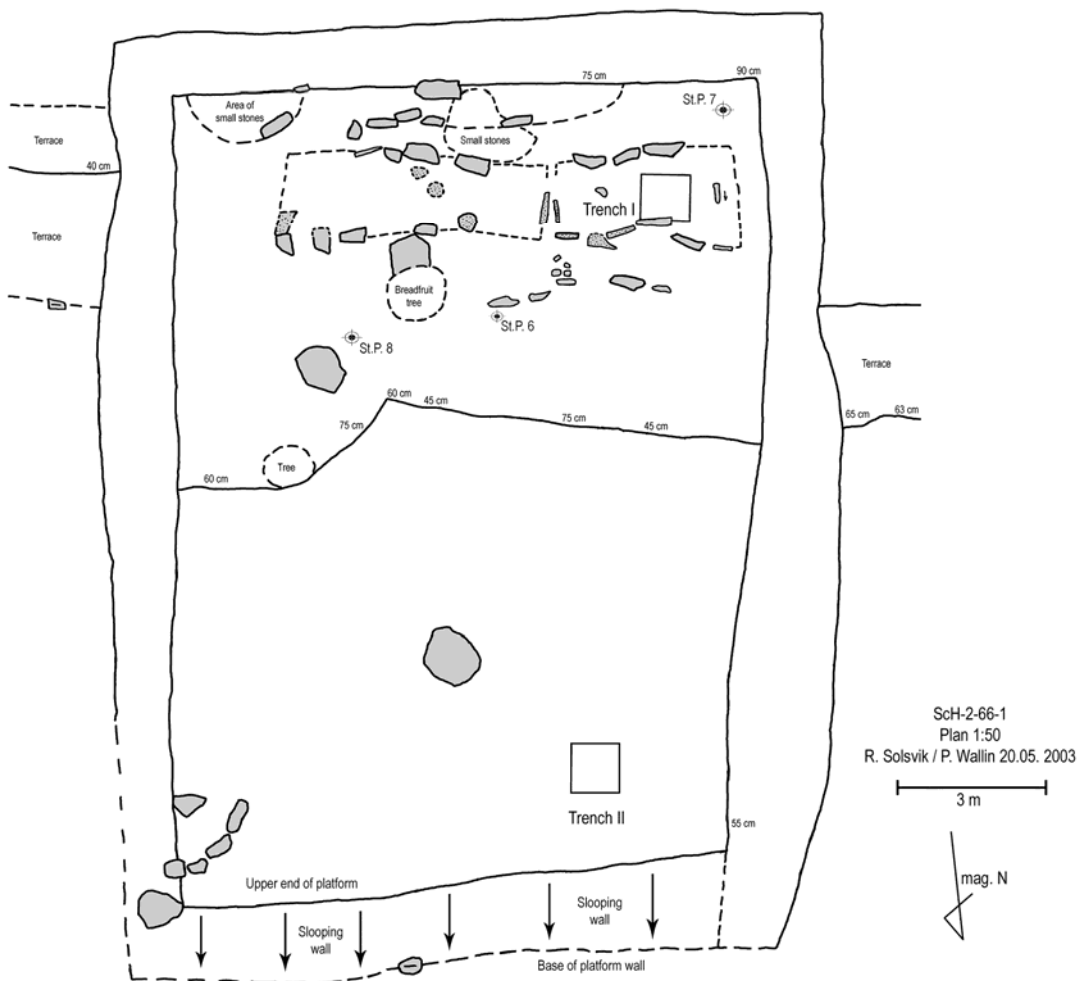 75 cm
90 cm
St.P. 7
Area of
small stones
Small stones
Terrace
40 cm
Trench I
Terrace
Breadfruit
tree
St.P. 6
St.P. 8
Terrace
60 cm
45 cm
75 cm
75 cm
45 cm
65 cm
63 cm
Tree
60 cm
ScH-2-66-1
Plan 1:50
R. Solsvik / P. Wallin 20.05. 2003
3 m
Trench II
55 cm
mag. N
Upper end of platform
Slooping
wall
Slooping
wall
Base of platform wall